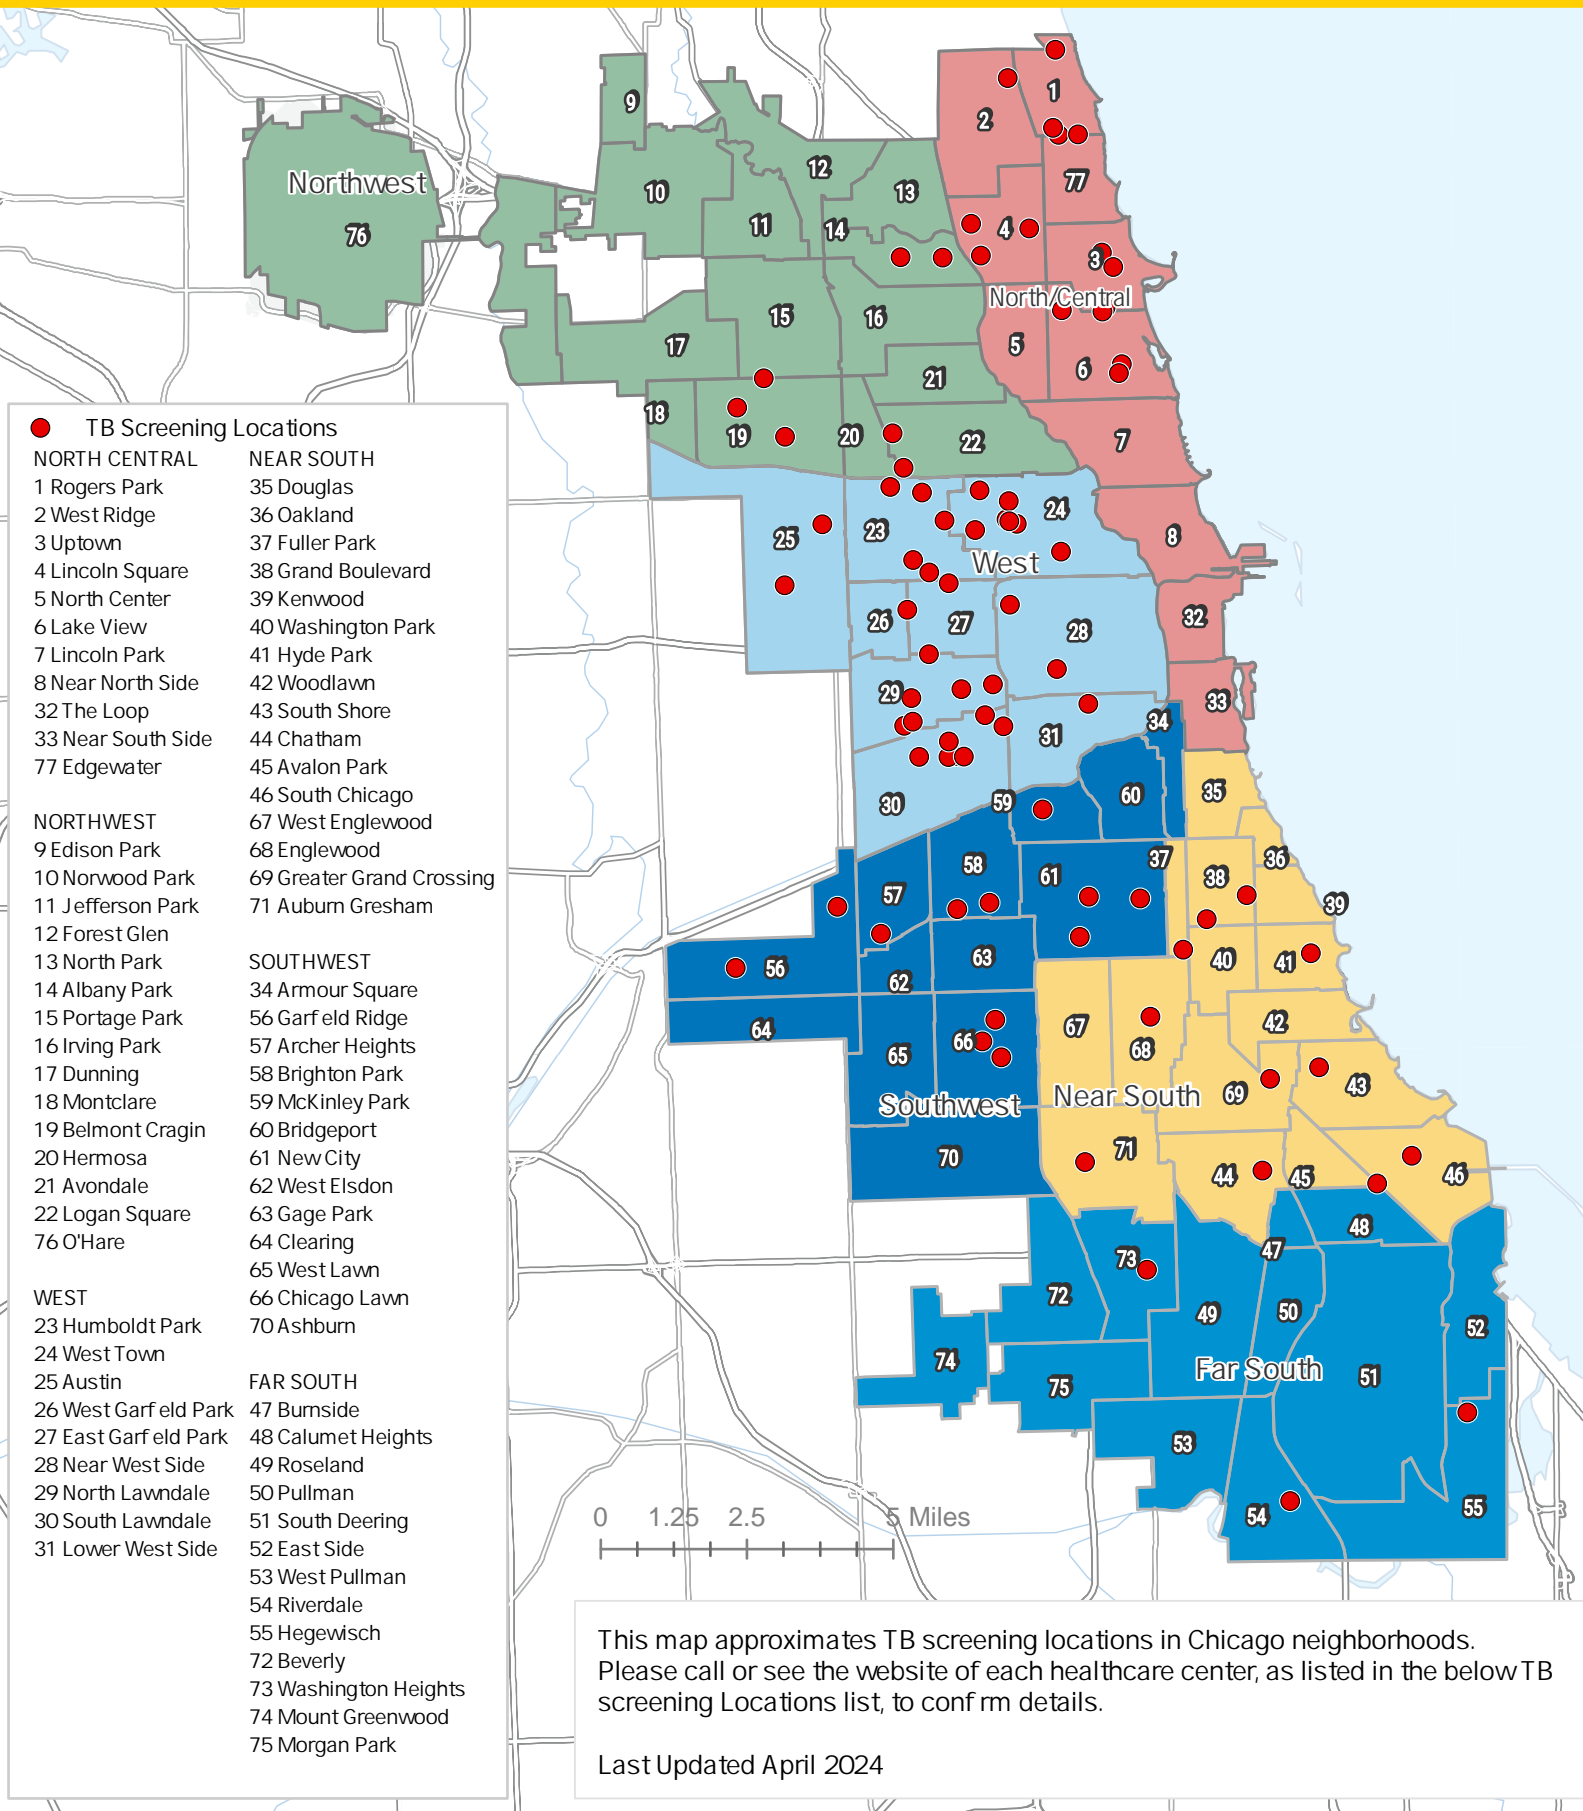 TB Screening Locations
NORTH CENTRAL
1 Rogers Park
2 West Ridge
3 Uptown
4 Lincoln Square
5 North Center
6 Lake View
7 Lincoln Park
8 Near North Side
32 The Loop
33 Near South Side
77 Edgewater
NORTHWEST
9 Edison Park
10 Norwood Park
11 Jefferson Park
12 Forest Glen
13 North Park
14 Albany Park
15 Portage Park
16 Irving Park
17 Dunning
18 Montclare
19 Belmont Cragin
20 Hermosa
21 Avondale
22 Logan Square
76 O'Hare
WEST
23 Humboldt Park
24 West Town
25 Austin
26 West Garf eld Park
27 East Garf eld Park
28 Near West Side
29 North Lawndale
30 South Lawndale
31 Lower West Side
NEAR SOUTH
35 Douglas
36 Oakland
37 Fuller Park
38 Grand Boulevard
39 Kenwood
40 Washington Park
41 Hyde Park
42 Woodlawn
43 South Shore
44 Chatham
45 Avalon Park
46 South Chicago
67 West Englewood
68 Englewood
69 Greater Grand Crossing
71 Auburn Gresham
SOUTHWEST
34 Armour Square
56 Garf eld Ridge
57 Archer Heights
58 Brighton Park
59 McKinley Park
60 Bridgeport
61 New City
62 West Elsdon
63 Gage Park
64 Clearing
65 West Lawn
66 Chicago Lawn
70 Ashburn
FAR SOUTH
47 Burnside
48 Calumet Heights
49 Roseland
50 Pullman
51 South Deering
52 East Side
53 West Pullman
54 Riverdale
55 Hegewisch
72 Beverly
73 Washington Heights
74 Mount Greenwood
75 Morgan Park
1
9
2
12
77
Northwest
10
13
11
14
4
76
3
North/Central
15
16
5
17
6
21
18
19
20
22
7
24
23
8
25
West
26
27
32
28
29
33
34
31
35
60
59
30
37
36
58
61
38
57
39
40
41
63
56
62
42
67
64
66
68
65
43
69
Near South
Southwest
71
70
44
45
46
48
47
73
72
50
49
52
74
Far South
51
75
53
55
54
0 1.25 2.5 5 Miles
This map approximates TB screening locations in Chicago neighborhoods.
Please call or see the website of each healthcare center, as listed in the below TB
screening Locations list, to conf rm details.
Last Updated April 2024